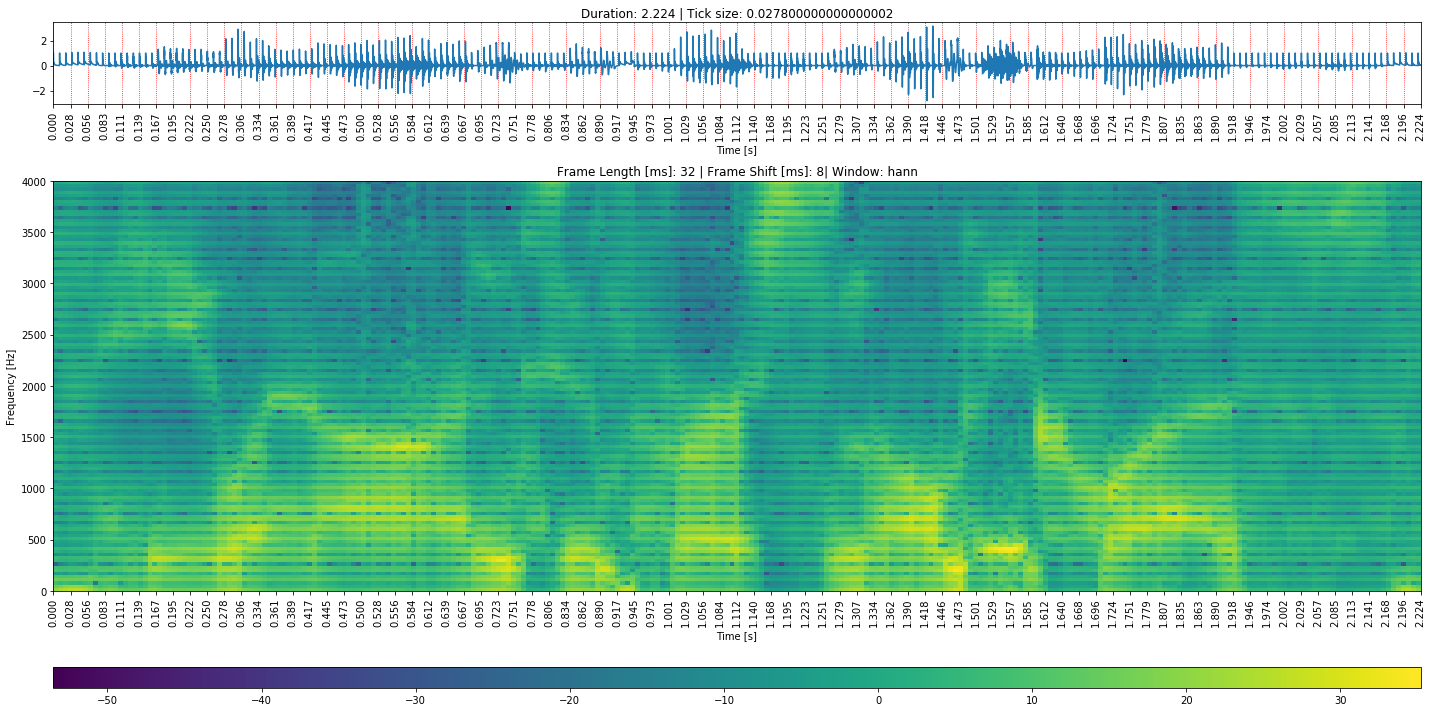 Duration: 2.224 | Tick size: 0.027800000000000002
2
0
−2
0.000 0.028 0.056 0.083 0.111 0.139 0.167 0.195 0.222 0.250 0.278 0.306 0.334 0.361 0.389 0.417 0.445 0.473 0.500 0.528 0.556 0.584 0.612 0.639 0.667 0.695 0.723 0.751 0.778 0.806 0.834 0.862 0.890 0.917 0.945 0.973 1.001 1.029 1.056 1.084 1.112 1.140 1.168 1.195 1.223 1.251 1.279 1.307 1.334 1.362 1.390 1.418 1.446 1.473 1.501 1.529 1.557 1.585 1.612 1.640 1.668 1.696 1.724 1.751 1.779 1.807 1.835 1.863 1.890 1.918 1.946 1.974 2.002 2.029 2.057 2.085 2.113 2.141 2.168 2.196 2.224
Time [s]
Frame Length [ms]: 32 | Frame Shift [ms]: 8| Window: hann
4000
3500
3000
2500
2000
1500
1000
500
0
Frequency [Hz]
0.000 0.028 0.056 0.083 0.111 0.139 0.167 0.195 0.222 0.250 0.278 0.306 0.334 0.361 0.389 0.417 0.445 0.473 0.500 0.528 0.556 0.584 0.612 0.639 0.667 0.695 0.723 0.751 0.778 0.806 0.834 0.862 0.890 0.917 0.945 0.973 1.001 1.029 1.056 1.084 1.112 1.140 1.168 1.195 1.223 1.251 1.279 1.307 1.334 1.362 1.390 1.418 1.446 1.473 1.501 1.529 1.557 1.585 1.612 1.640 1.668 1.696 1.724 1.751 1.779 1.807 1.835 1.863 1.890 1.918 1.946 1.974 2.002 2.029 2.057 2.085 2.113 2.141 2.168 2.196 2.224
Time [s]
−50 −40 −30 −20 −10 0 10 20 30